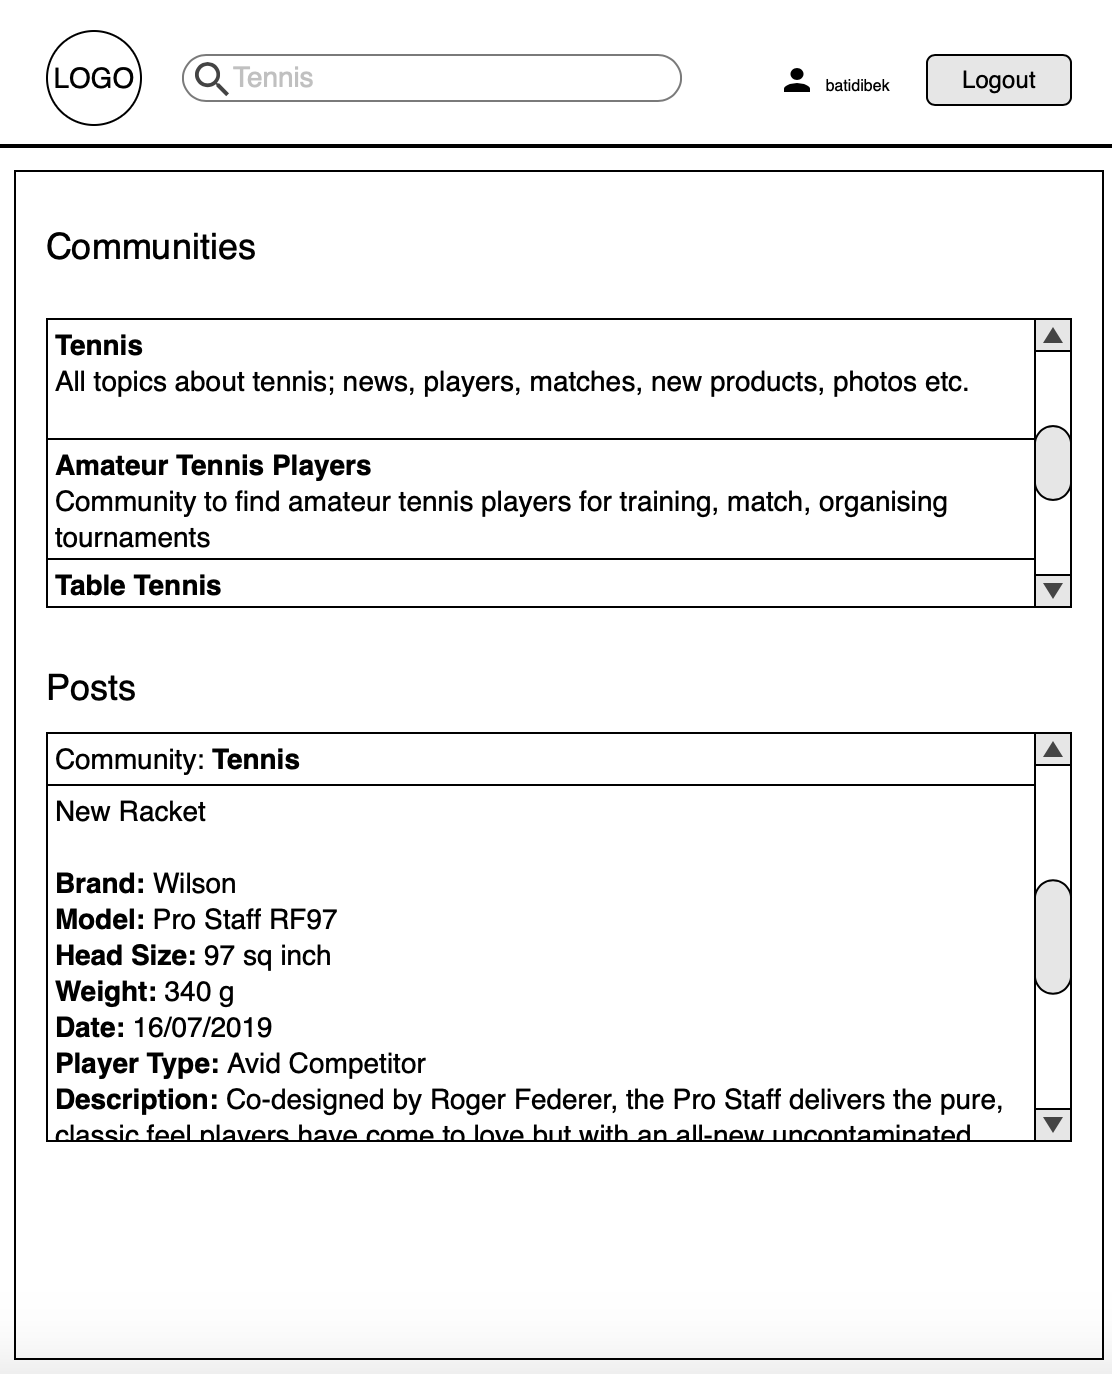 LOGO
Tennis
batidibek
Logout
Communities
Tennis
All topics about tennis; news, players, matches, new products, photos etc.
Amateur Tennis Players
Community to find amateur tennis players for training, match, organising
tournaments
Table Tennis
Posts
Community: Tennis
New Racket
Brand: Wilson
Model: Pro Staff RF97
Head Size: 97 sq inch
Weight: 340 g
Date: 16/07/2019
Player Type: Avid Competitor
Description: Co-designed by Roger Federer, the Pro Staff delivers the pure,
classic feel players have come to love but with an all-new uncontaminated